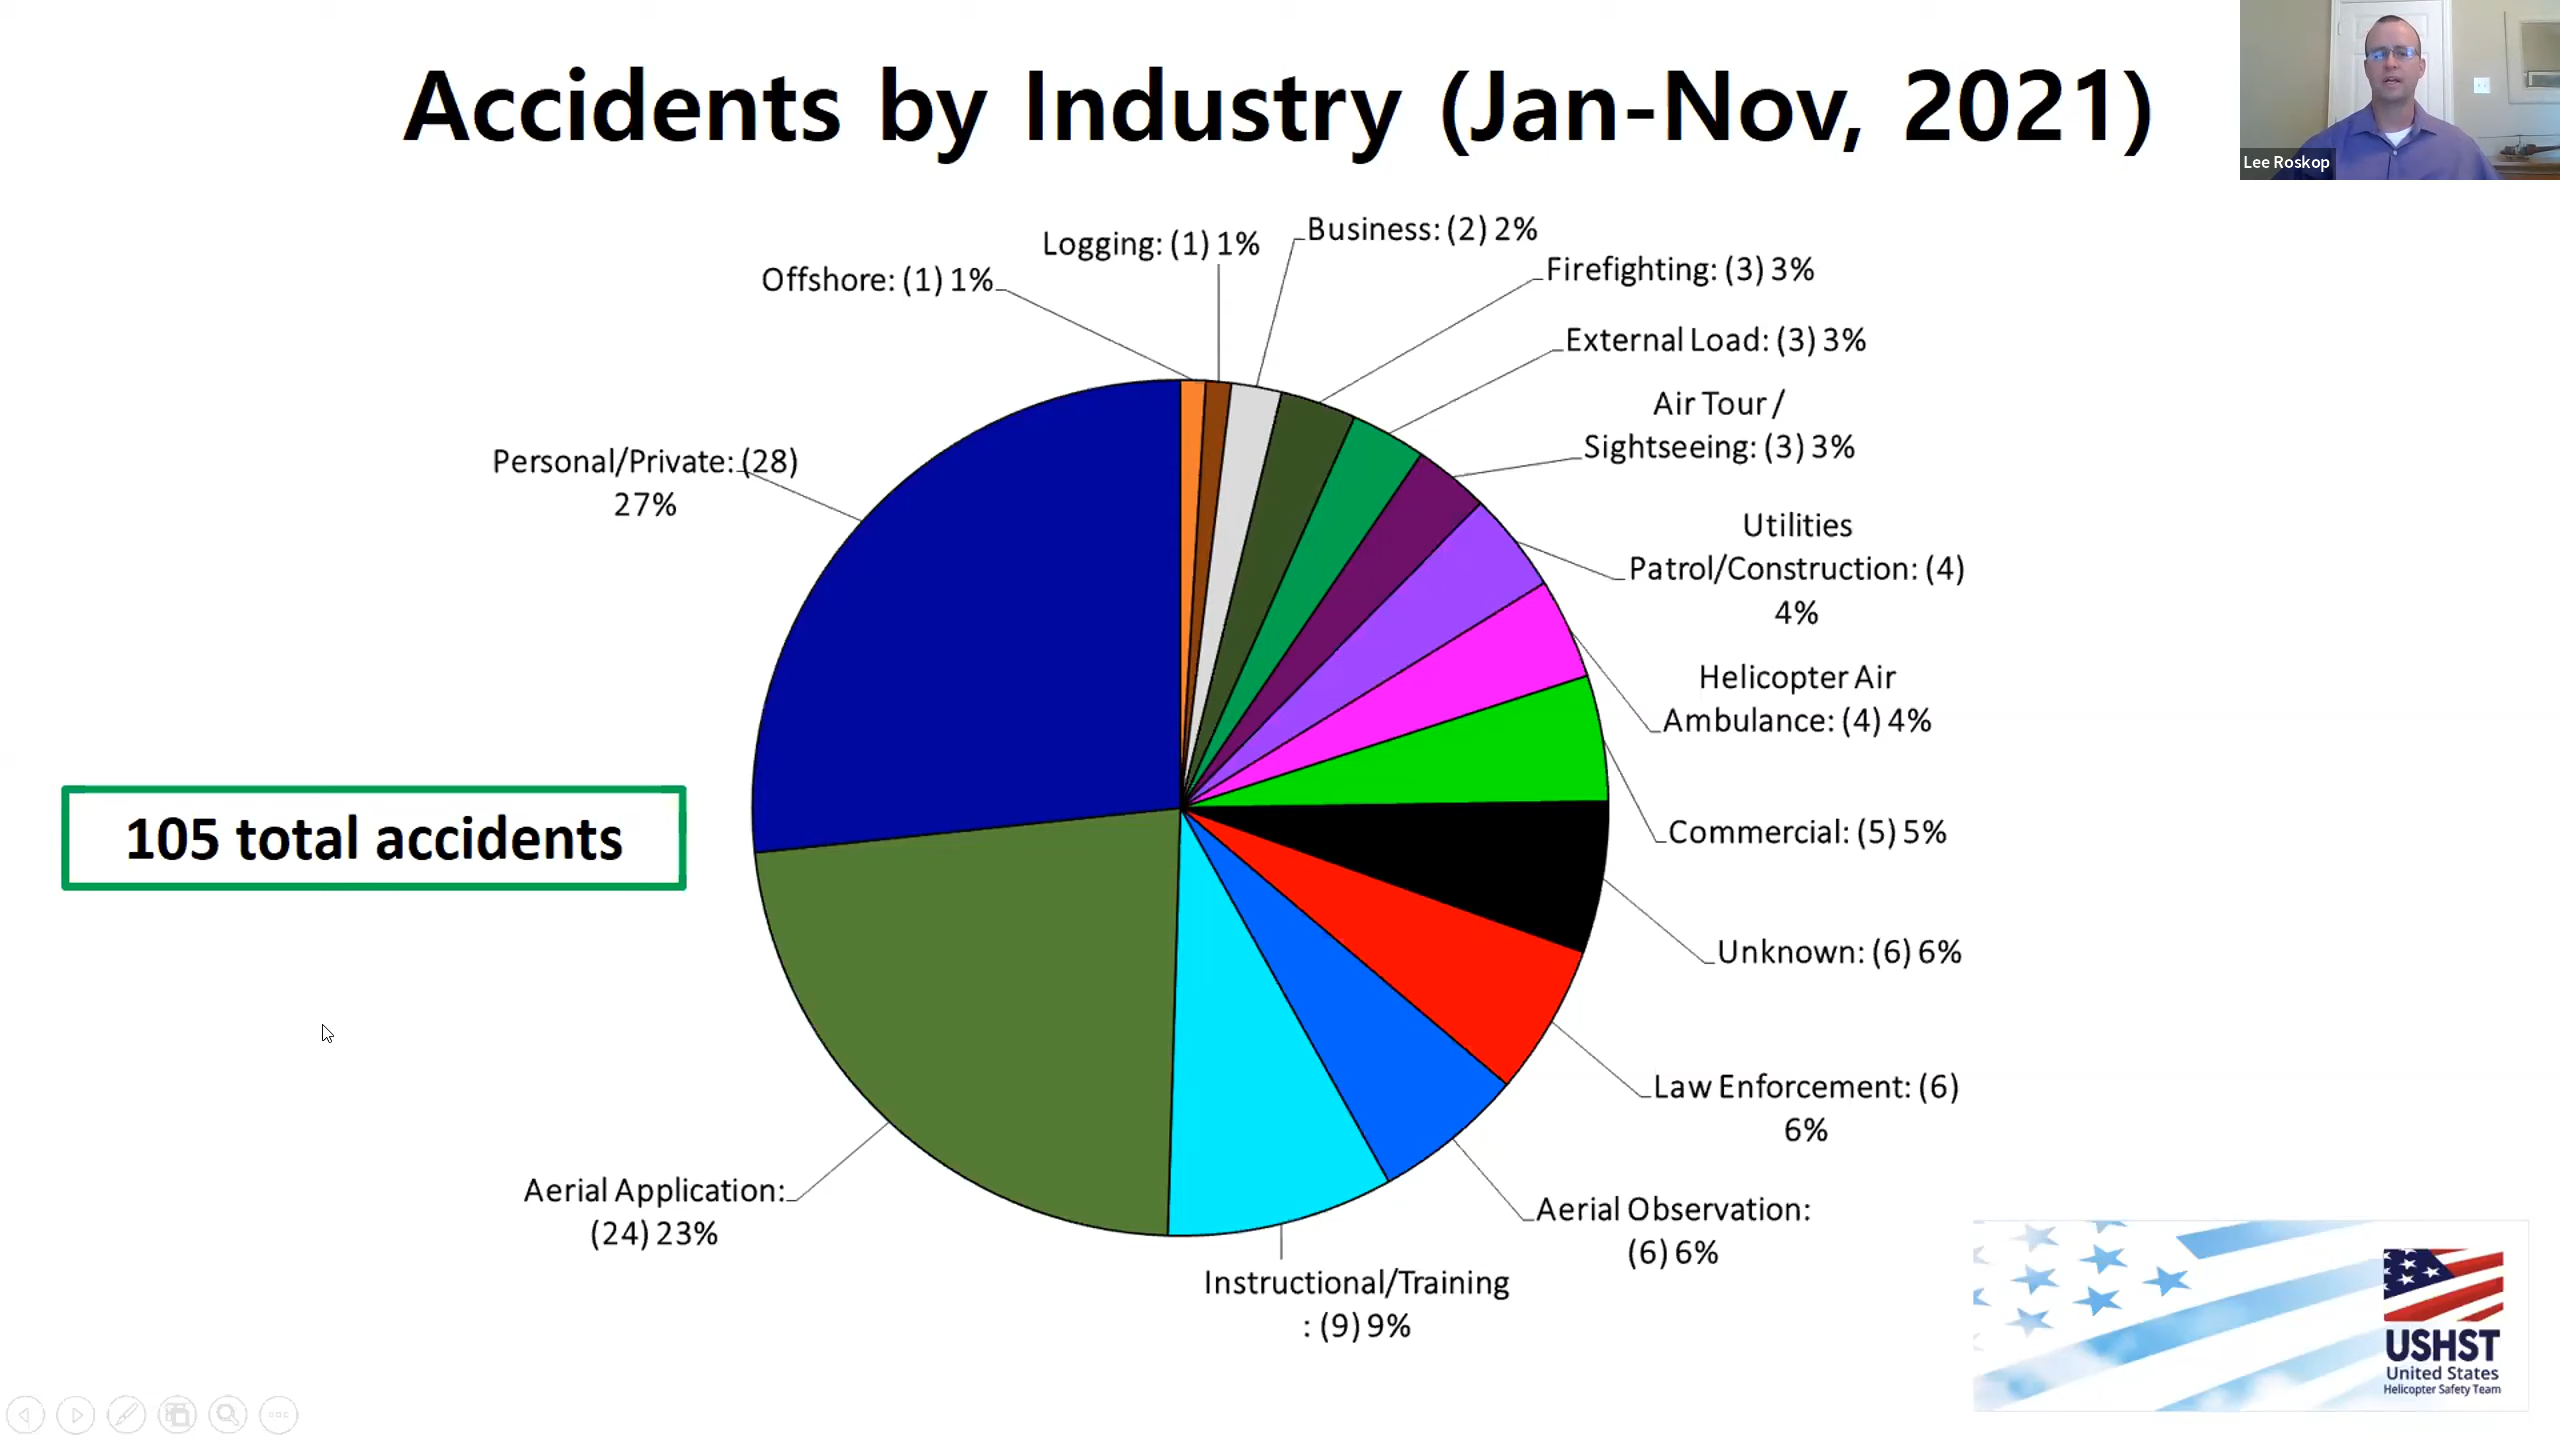 Accidents by Industry (Jan-Nov, 2021)
Lee Roskop
Business: (2) 2%
Logging: (1) 1%
Offshore: (1) 1%
Firefighting: (3) 3%
External Load: (3) 3%
Air Tour /
Sightseeing: (3) 3%
Personal/Private: (28)
27%
Utilities
Patrol/Construction: (4)
4%
Helicopter Air
Ambulance: (4) 4%
105 total accidents
Commercial: (5) 5%
Unknown: (6) 6%
Law Enforcement: (6)
6%
Aerial Application:
(24) 23%
Aerial Observation:
(6) 6%
Instructional/Training
: (9) 9%
USHST
United States
Helicopter Safety Team